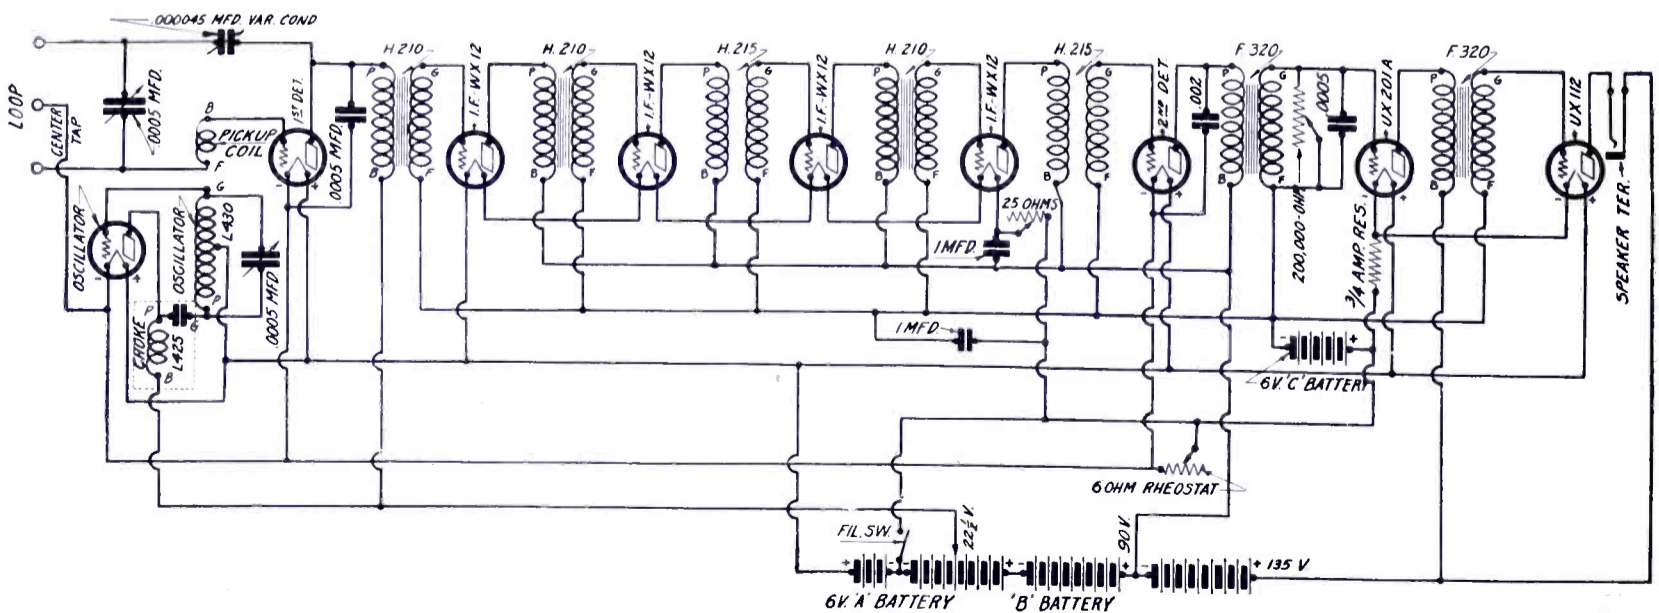 .000045 MFD. VAR. COND
LOOP
CENTER
TAP
.0005 MFD.
B
PICKUP
COIL
F
1ST DET.
- +
.0005 MFD.
H. 210
P G
B F
I.F.-WX12
H. 210
P G
B F
I.F.-WX12
H. 215
P G
B F
I.F.-WX12
H. 210
P G
B F
I.F.-WX12
H. 215
P G
B F
2ND DET.
- +
.002
F. 320
P G
B F
200,000-OHM
.0005
UX 201A
- +
3/4 AMP. RES.
F. 320
P G
B F
UX 112
- +
SPEAKER TER.
OSCILLATOR
- +
OSCILLATOR
L430
G
P
.0005 MFD
CHOKE
L425
P
B
25 OHMS
1 MFD.
1 MFD.
- +
6V. 'C' BATTERY
6 OHM RHEOSTAT
FIL. SW.
22½ V.
90 V.
+ - - + - + - + 135 V
6V. 'A' BATTERY
'B' BATTERY